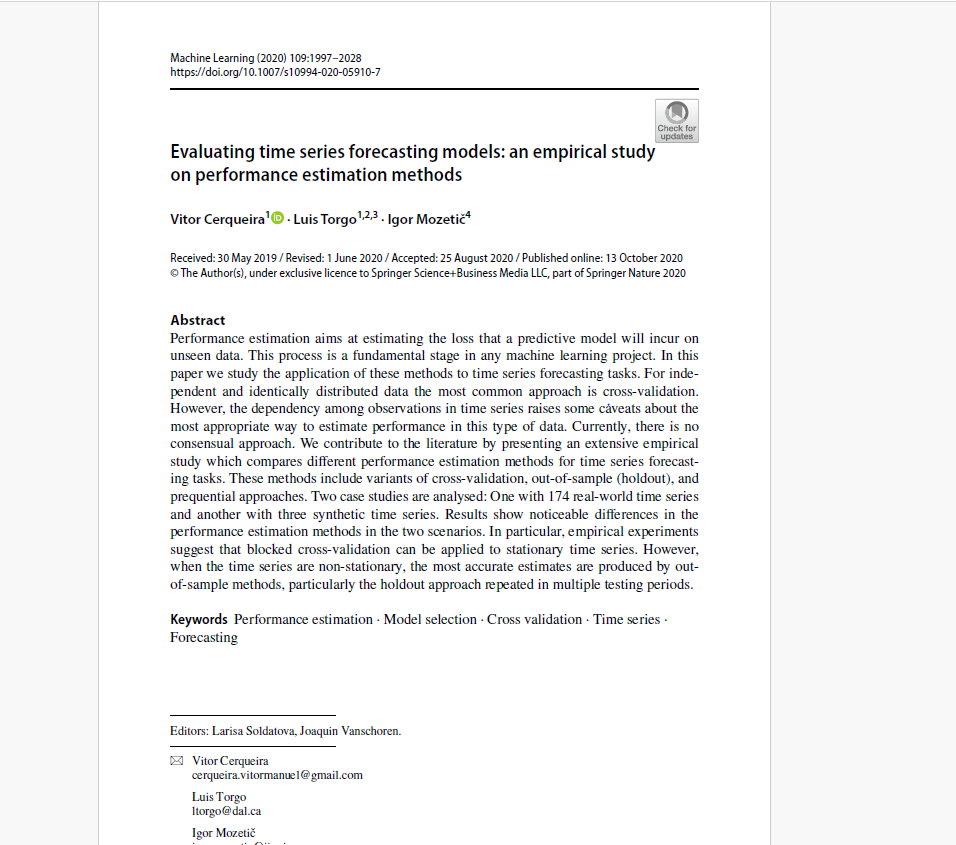 Machine Learning (2020) 109:1997–2028
https://doi.org/10.1007/s10994-020-05910-7
Check for
updates
Evaluating time series forecasting models: an empirical study
on performance estimation methods
Vitor Cerqueira¹ iD · Luis Torgo¹,²,³ · Igor Mozetič⁴
Received: 30 May 2019 / Revised: 1 June 2020 / Accepted: 25 August 2020 / Published online: 13 October 2020
© The Author(s), under exclusive licence to Springer Science+Business Media LLC, part of Springer Nature 2020
Abstract
Performance estimation aims at estimating the loss that a predictive model will incur on
unseen data. This process is a fundamental stage in any machine learning project. In this
paper we study the application of these methods to time series forecasting tasks. For inde-
pendent and identically distributed data the most common approach is cross-validation.
However, the dependency among observations in time series raises some caveats about the
most appropriate way to estimate performance in this type of data. Currently, there is no
consensual approach. We contribute to the literature by presenting an extensive empirical
study which compares different performance estimation methods for time series forecast-
ing tasks. These methods include variants of cross-validation, out-of-sample (holdout), and
prequential approaches. Two case studies are analysed: One with 174 real-world time series
and another with three synthetic time series. Results show noticeable differences in the
performance estimation methods in the two scenarios. In particular, empirical experiments
suggest that blocked cross-validation can be applied to stationary time series. However,
when the time series are non-stationary, the most accurate estimates are produced by out-
of-sample methods, particularly the holdout approach repeated in multiple testing periods.
Keywords Performance estimation · Model selection · Cross validation · Time series ·
Forecasting
Editors: Larisa Soldatova, Joaquin Vanschoren.
Vitor Cerqueira
cerqueira.vitormanuel@gmail.com
Luis Torgo
ltorgo@dal.ca
Igor Mozetič